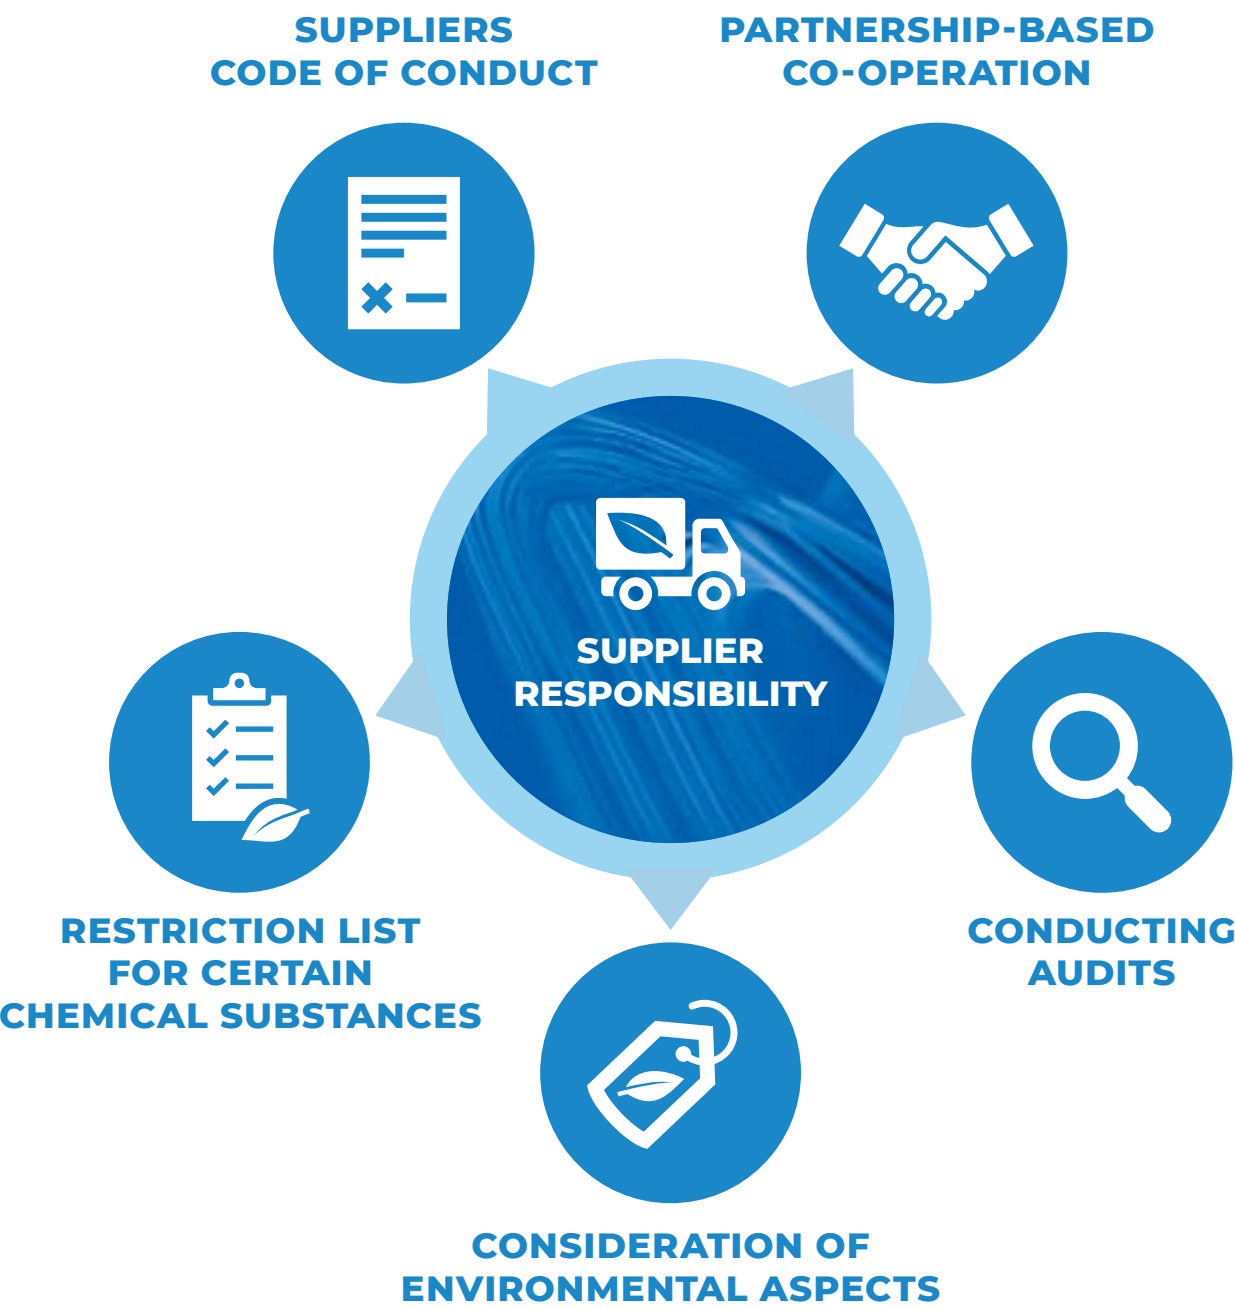 SUPPLIERS
CODE OF CONDUCT
PARTNERSHIP-BASED
CO-OPERATION
SUPPLIER
RESPONSIBILITY
RESTRICTION LIST
FOR CERTAIN
CHEMICAL SUBSTANCES
CONDUCTING
AUDITS
CONSIDERATION OF
ENVIRONMENTAL ASPECTS